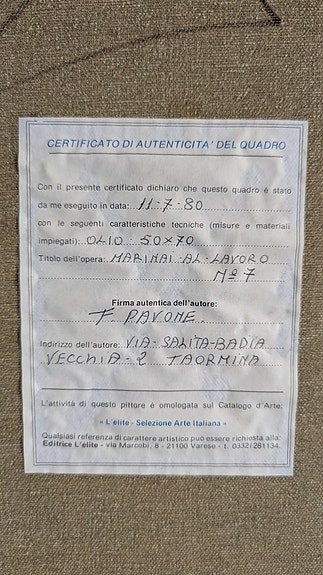 CERTIFICATO DI AUTENTICITA' DEL QUADRO
Con il presente certificato dichiaro che questo quadro è stato
da me eseguito in data: 11-7-80
con le seguenti caratteristiche tecniche (misure e materiali
impiegati): OLIO - 50x70
Titolo dell'opera: MARINAI - AL - LAVORO
Nº 7
Firma autentica dell'autore:
F. PAVONE
Indirizzo dell'autore: VIA - SALITA - BADIA
VECCHIA - 2 TAORMINA
L'attività di questo pittore è omologata sul Catalogo d'Arte.
« L'élite - Selezione Arte Italiana »
Qualsiasi referenza di carattere artistico può essere richiesta alla:
Editrice L'élite - via Marcobi, 8 - 21100 Varese - t. 0332/281134.